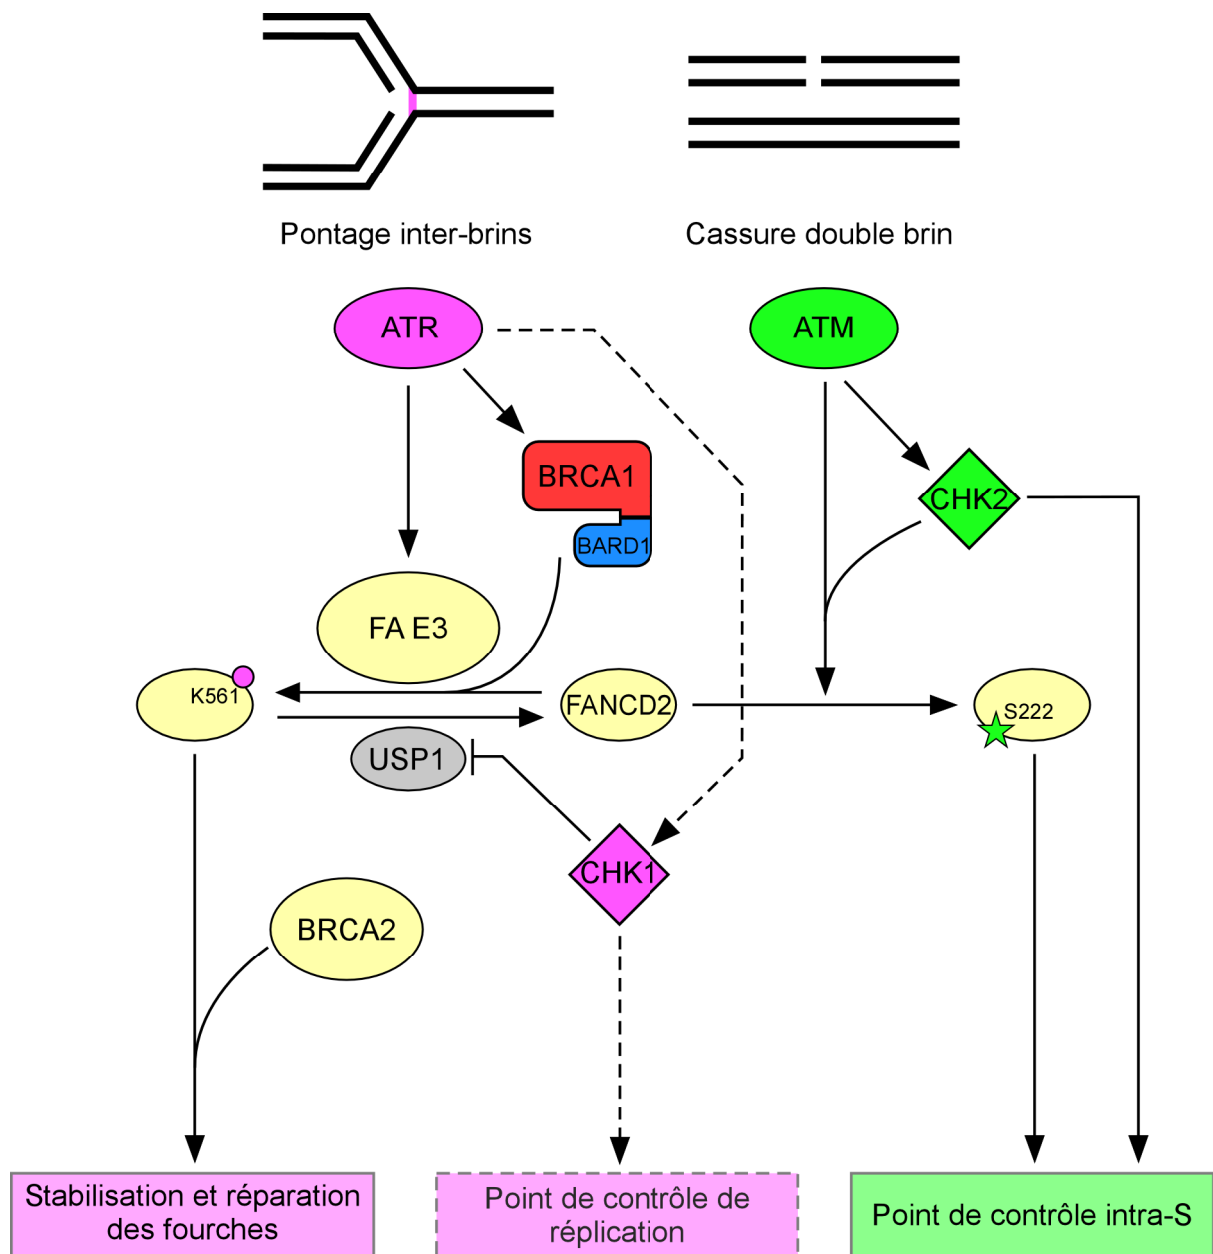 Pontage inter-brins
Cassure double brin
ATR
ATM
BRCA1
CHK2
BARD1
FA E3
K561
FANCD2
S222
USP1
CHK1
BRCA2
Stabilisation et réparation
des fourches
Point de contrôle de
réplication
Point de contrôle intra-S